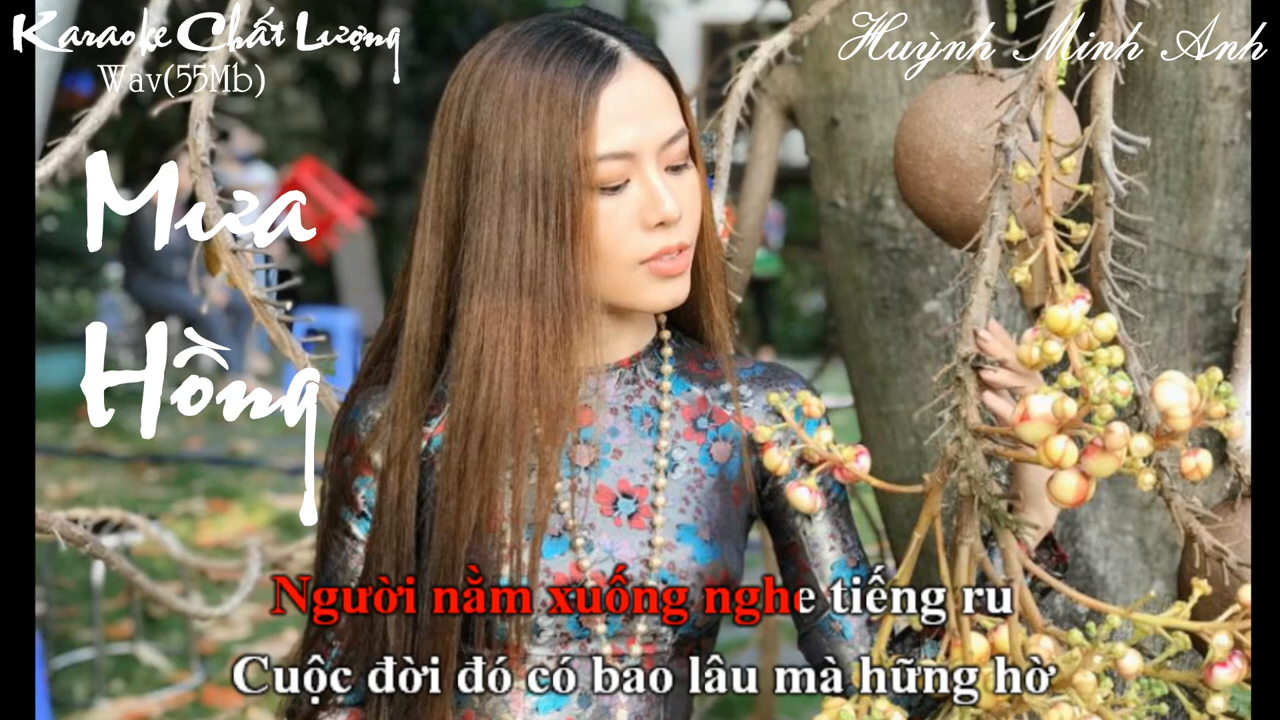 Karaoke Chất Lượng
Wav(55Mb)
Huỳnh Minh Anh
Mưa
Hồng
Người nằm xuống nghe tiếng ru
Cuộc đời đó có bao lâu mà hững hờ